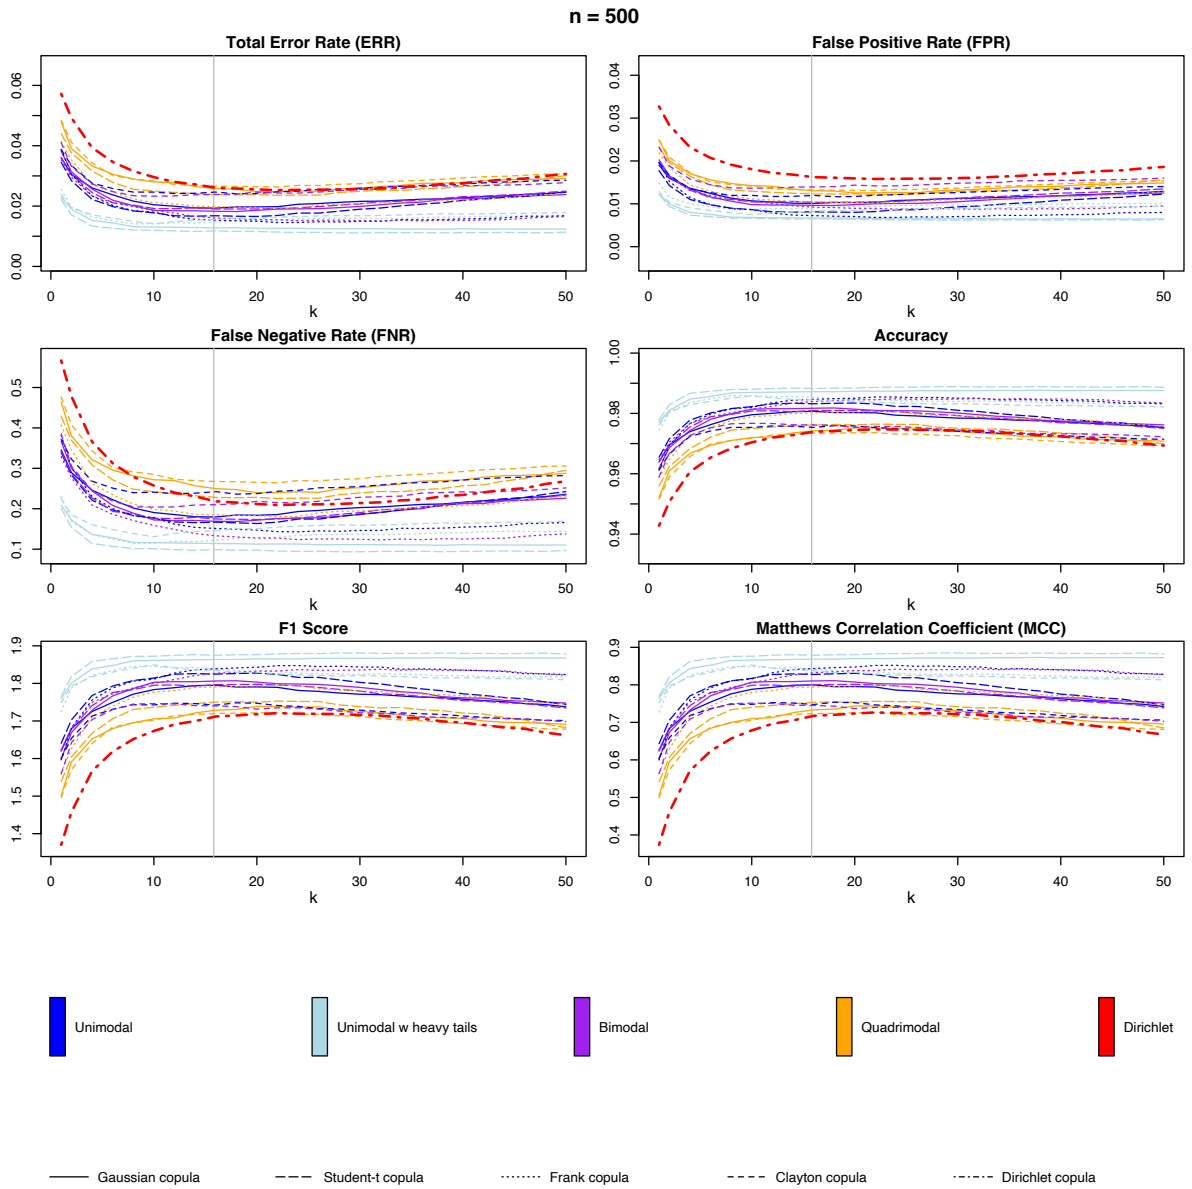 n = 500
Total Error Rate (ERR)
0.00
0.02
0.04
0.06
0
10
20
30
40
50
k
False Positive Rate (FPR)
0.00
0.01
0.02
0.03
0.04
0
10
20
30
40
50
k
False Negative Rate (FNR)
0.1
0.2
0.3
0.4
0.5
0
10
20
30
40
50
k
Accuracy
0.94
0.96
0.98
1.00
0
10
20
30
40
50
k
F1 Score
1.4
1.5
1.6
1.7
1.8
1.9
0
10
20
30
40
50
k
Matthews Correlation Coefficient (MCC)
0.4
0.5
0.6
0.7
0.8
0.9
0
10
20
30
40
50
k
Unimodal
Unimodal w heavy tails
Bimodal
Quadrimodal
Dirichlet
Gaussian copula
Student-t copula
Frank copula
Clayton copula
Dirichlet copula